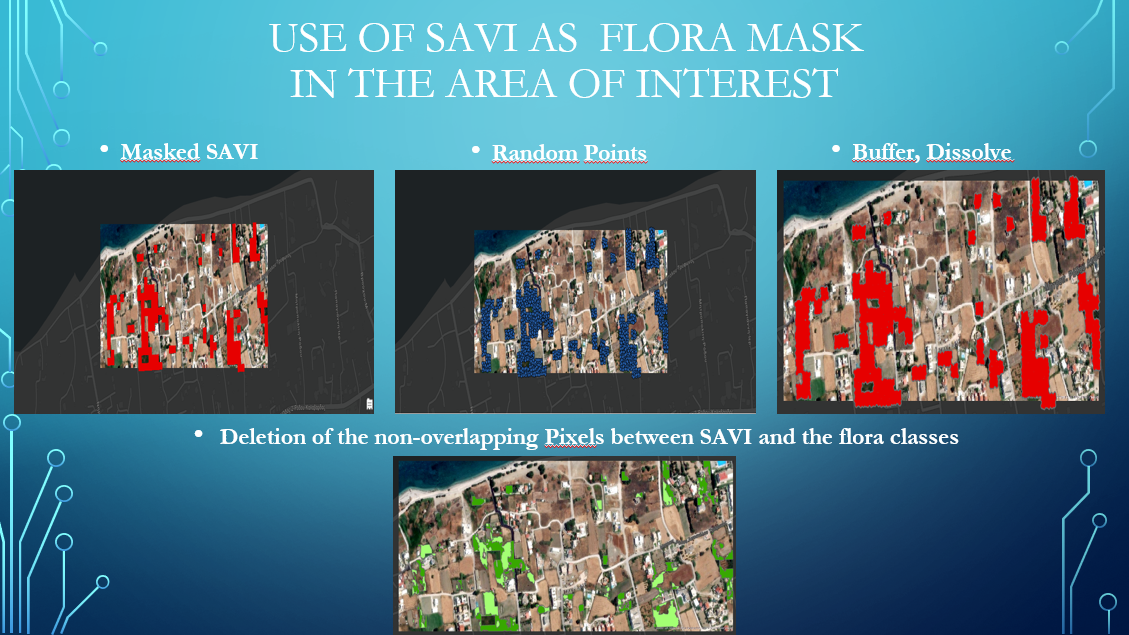 USE OF SAVI AS FLORA MASK
IN THE AREA OF INTEREST
• Masked SAVI
• Random Points
• Buffer, Dissolve
• Deletion of the non-overlapping Pixels between SAVI and the flora classes